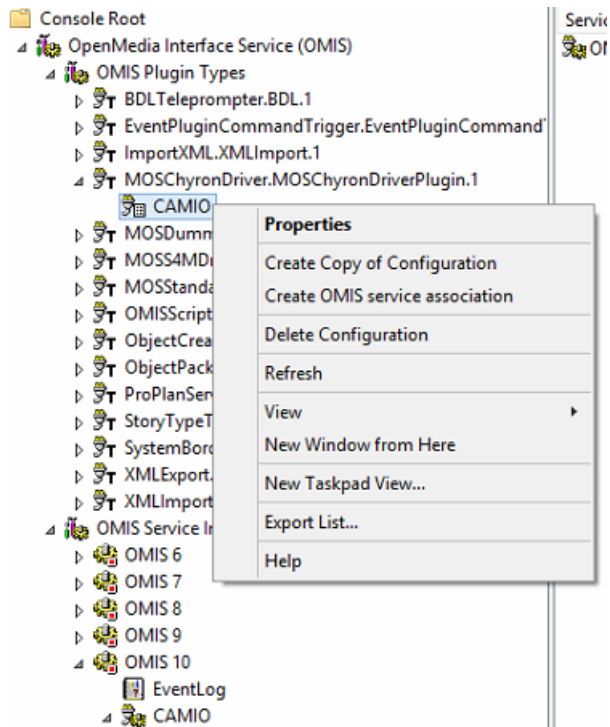 Console Root
OpenMedia Interface Service (OMIS)
OMIS Plugin Types
BDLTeleprompter.BDL.1
EventPluginCommandTrigger.EventPluginCommand
ImportXML.XMLImport.1
MOSChyronDriver.MOSChyronDriverPlugin.1
CAMIO
MOSDumm
MOSS4MD
MOSStanda
OMISScript
ObjectCrea
ObjectPack
ProPlanSer
StoryTypeT
SystemBord
XMLExport.
XMLImport
OMIS Service I
OMIS 6
OMIS 7
OMIS 8
OMIS 9
OMIS 10
EventLog
CAMIO
Properties
Create Copy of Configuration
Create OMIS service association
Delete Configuration
Refresh
View
New Window from Here
New Taskpad View...
Export List...
Help
Servic